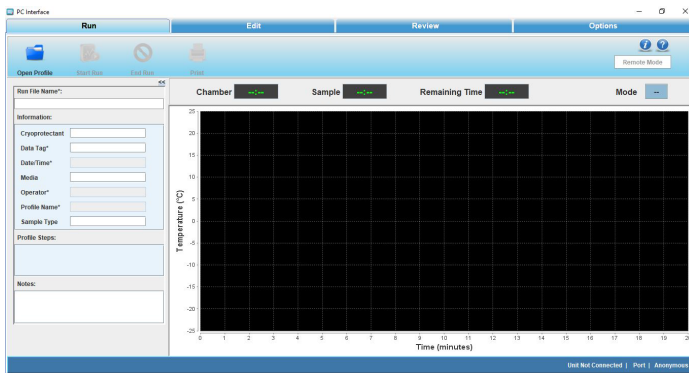 PC Interface
Run Edit Review Options
Open Profile Start Run End Run Print
Remote Mode
<<
Run File Name*:
Chamber --:-- Sample --:-- Remaining Time --:-- Mode --
Information:
Cryoprotectant
Data Tag*
Date/Time*
Media
Operator*
Profile Name*
Sample Type
Profile Steps:
Notes:
Temperature (°C)
25
20
15
10
5
0
-5
-10
-15
-20
-25
0 1 2 3 4 5 6 7 8 9 10 11 12 13 14 15 16 17 18 19 20
Time (minutes)
Unit Not Connected | Port | Anonymous